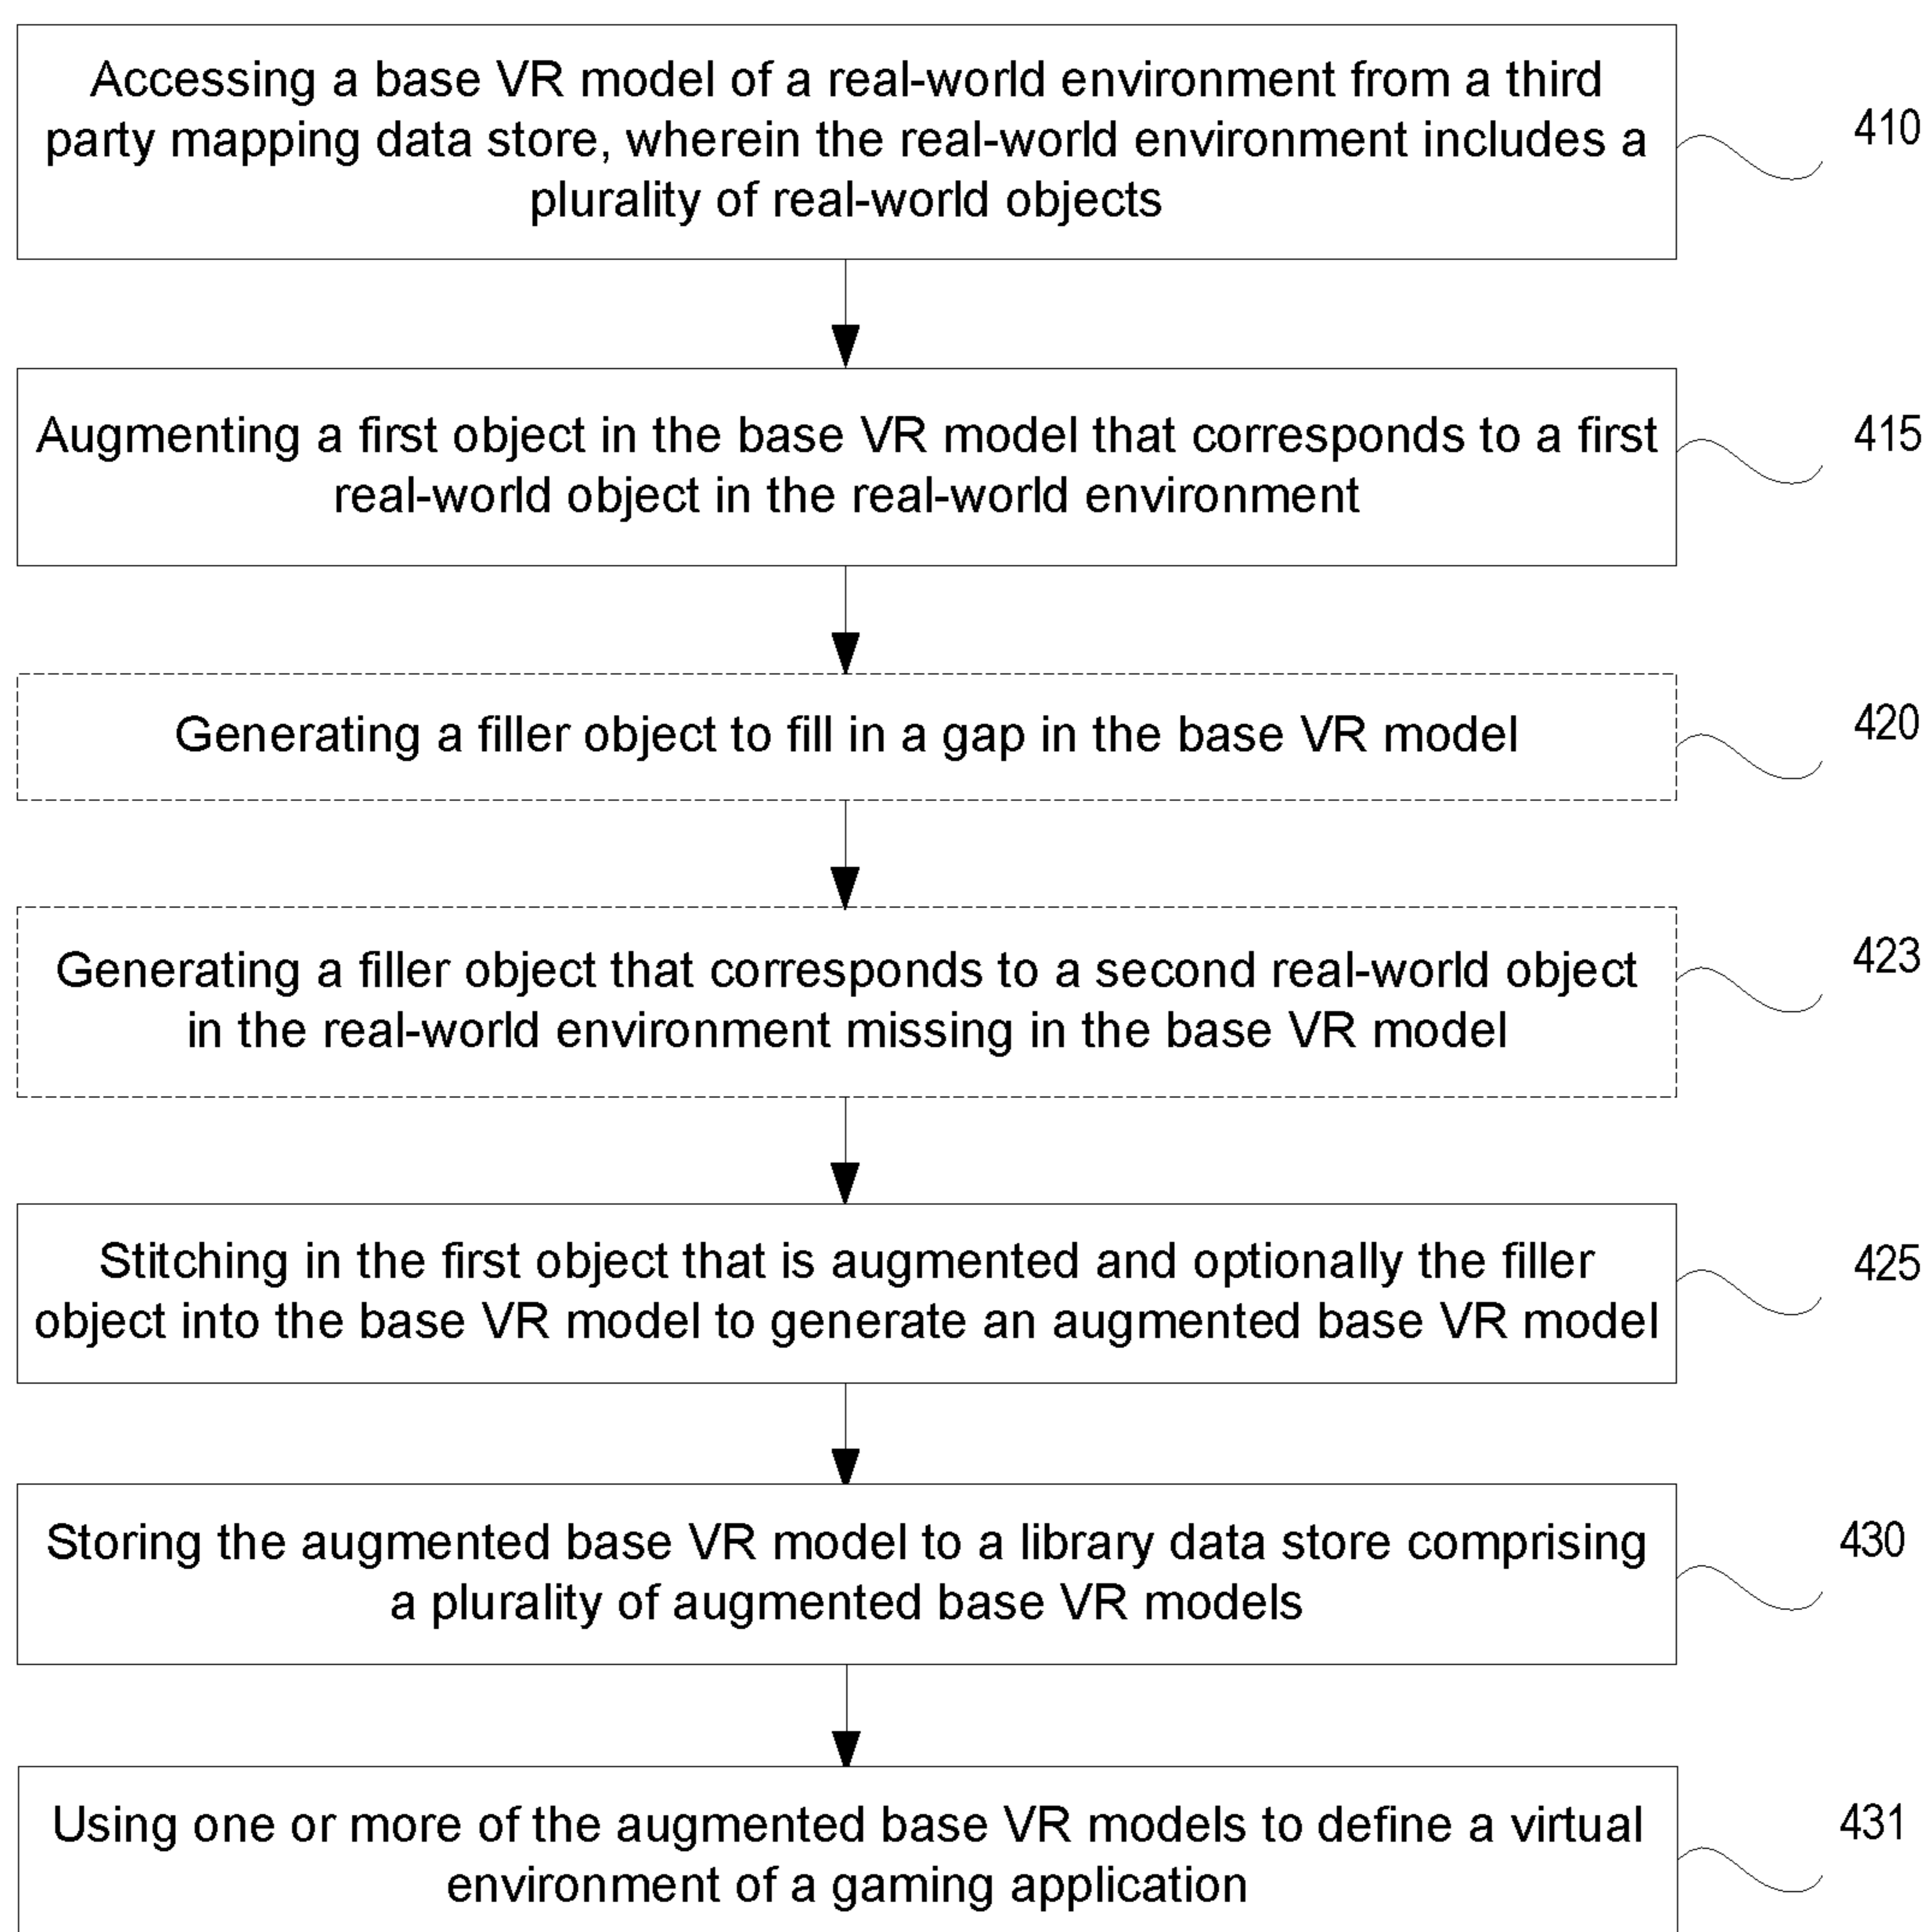 Accessing a base VR model of a real-world environment from a third
party mapping data store, wherein the real-world environment includes a
plurality of real-world objects
410
Augmenting a first object in the base VR model that corresponds to a first
real-world object in the real-world environment
415
Generating a filler object to fill in a gap in the base VR model
420
Generating a filler object that corresponds to a second real-world object
in the real-world environment missing in the base VR model
423
Stitching in the first object that is augmented and optionally the filler
object into the base VR model to generate an augmented base VR model
425
Storing the augmented base VR model to a library data store comprising
a plurality of augmented base VR models
430
Using one or more of the augmented base VR models to define a virtual
environment of a gaming application
431